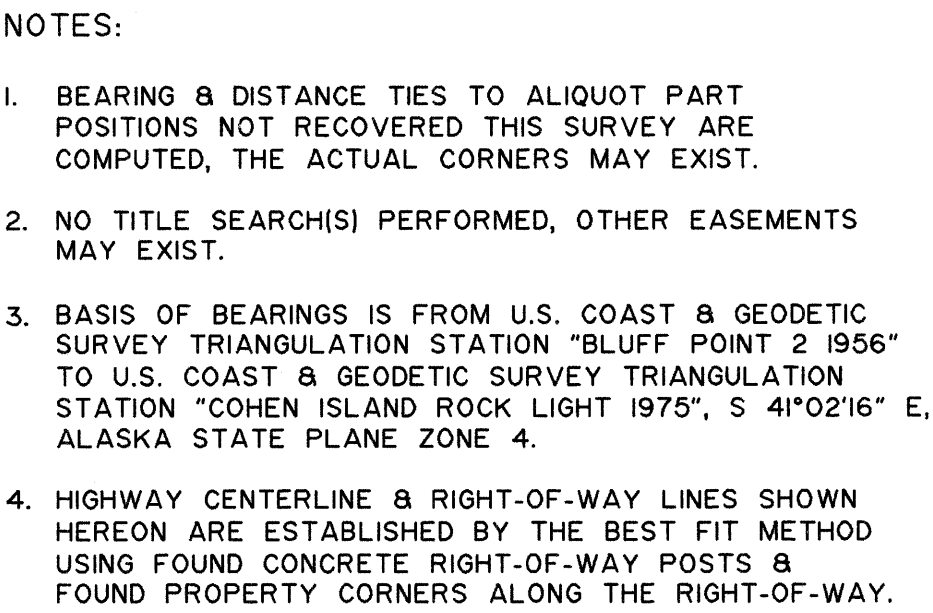 NOTES:
1. BEARING & DISTANCE TIES TO ALIQUOT PART
POSITIONS NOT RECOVERED THIS SURVEY ARE
COMPUTED, THE ACTUAL CORNERS MAY EXIST.
2. NO TITLE SEARCH(S) PERFORMED, OTHER EASEMENTS
MAY EXIST.
3. BASIS OF BEARINGS IS FROM U.S. COAST & GEODETIC
SURVEY TRIANGULATION STATION "BLUFF POINT 2 1956"
TO U.S. COAST & GEODETIC SURVEY TRIANGULATION
STATION "COHEN ISLAND ROCK LIGHT 1975", S 41°02'16" E,
ALASKA STATE PLANE ZONE 4.
4. HIGHWAY CENTERLINE & RIGHT-OF-WAY LINES SHOWN
HEREON ARE ESTABLISHED BY THE BEST FIT METHOD
USING FOUND CONCRETE RIGHT-OF-WAY POSTS &
FOUND PROPERTY CORNERS ALONG THE RIGHT-OF-WAY.